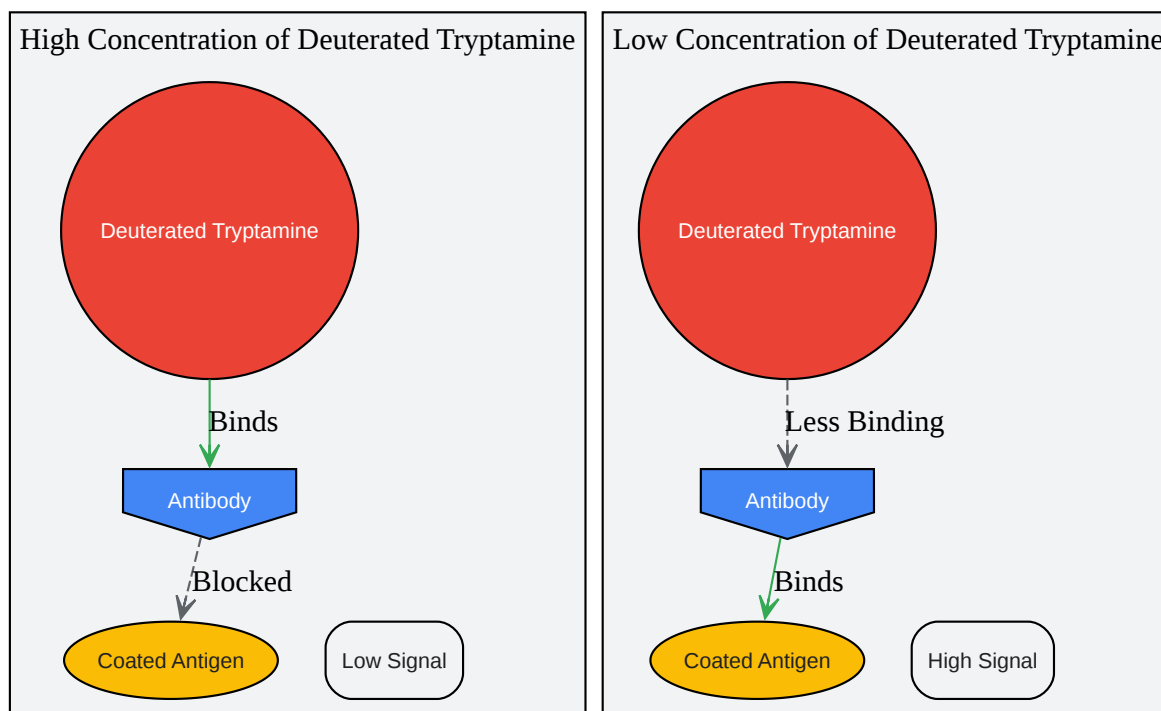 High Concentration of Deuterated Tryptamine
Deuterated Tryptamine
Binds
Antibody
Blocked
Coated Antigen
Low Signal
Low Concentration of Deuterated Tryptamine
Deuterated Tryptamine
Less Binding
Antibody
Binds
Coated Antigen
High Signal